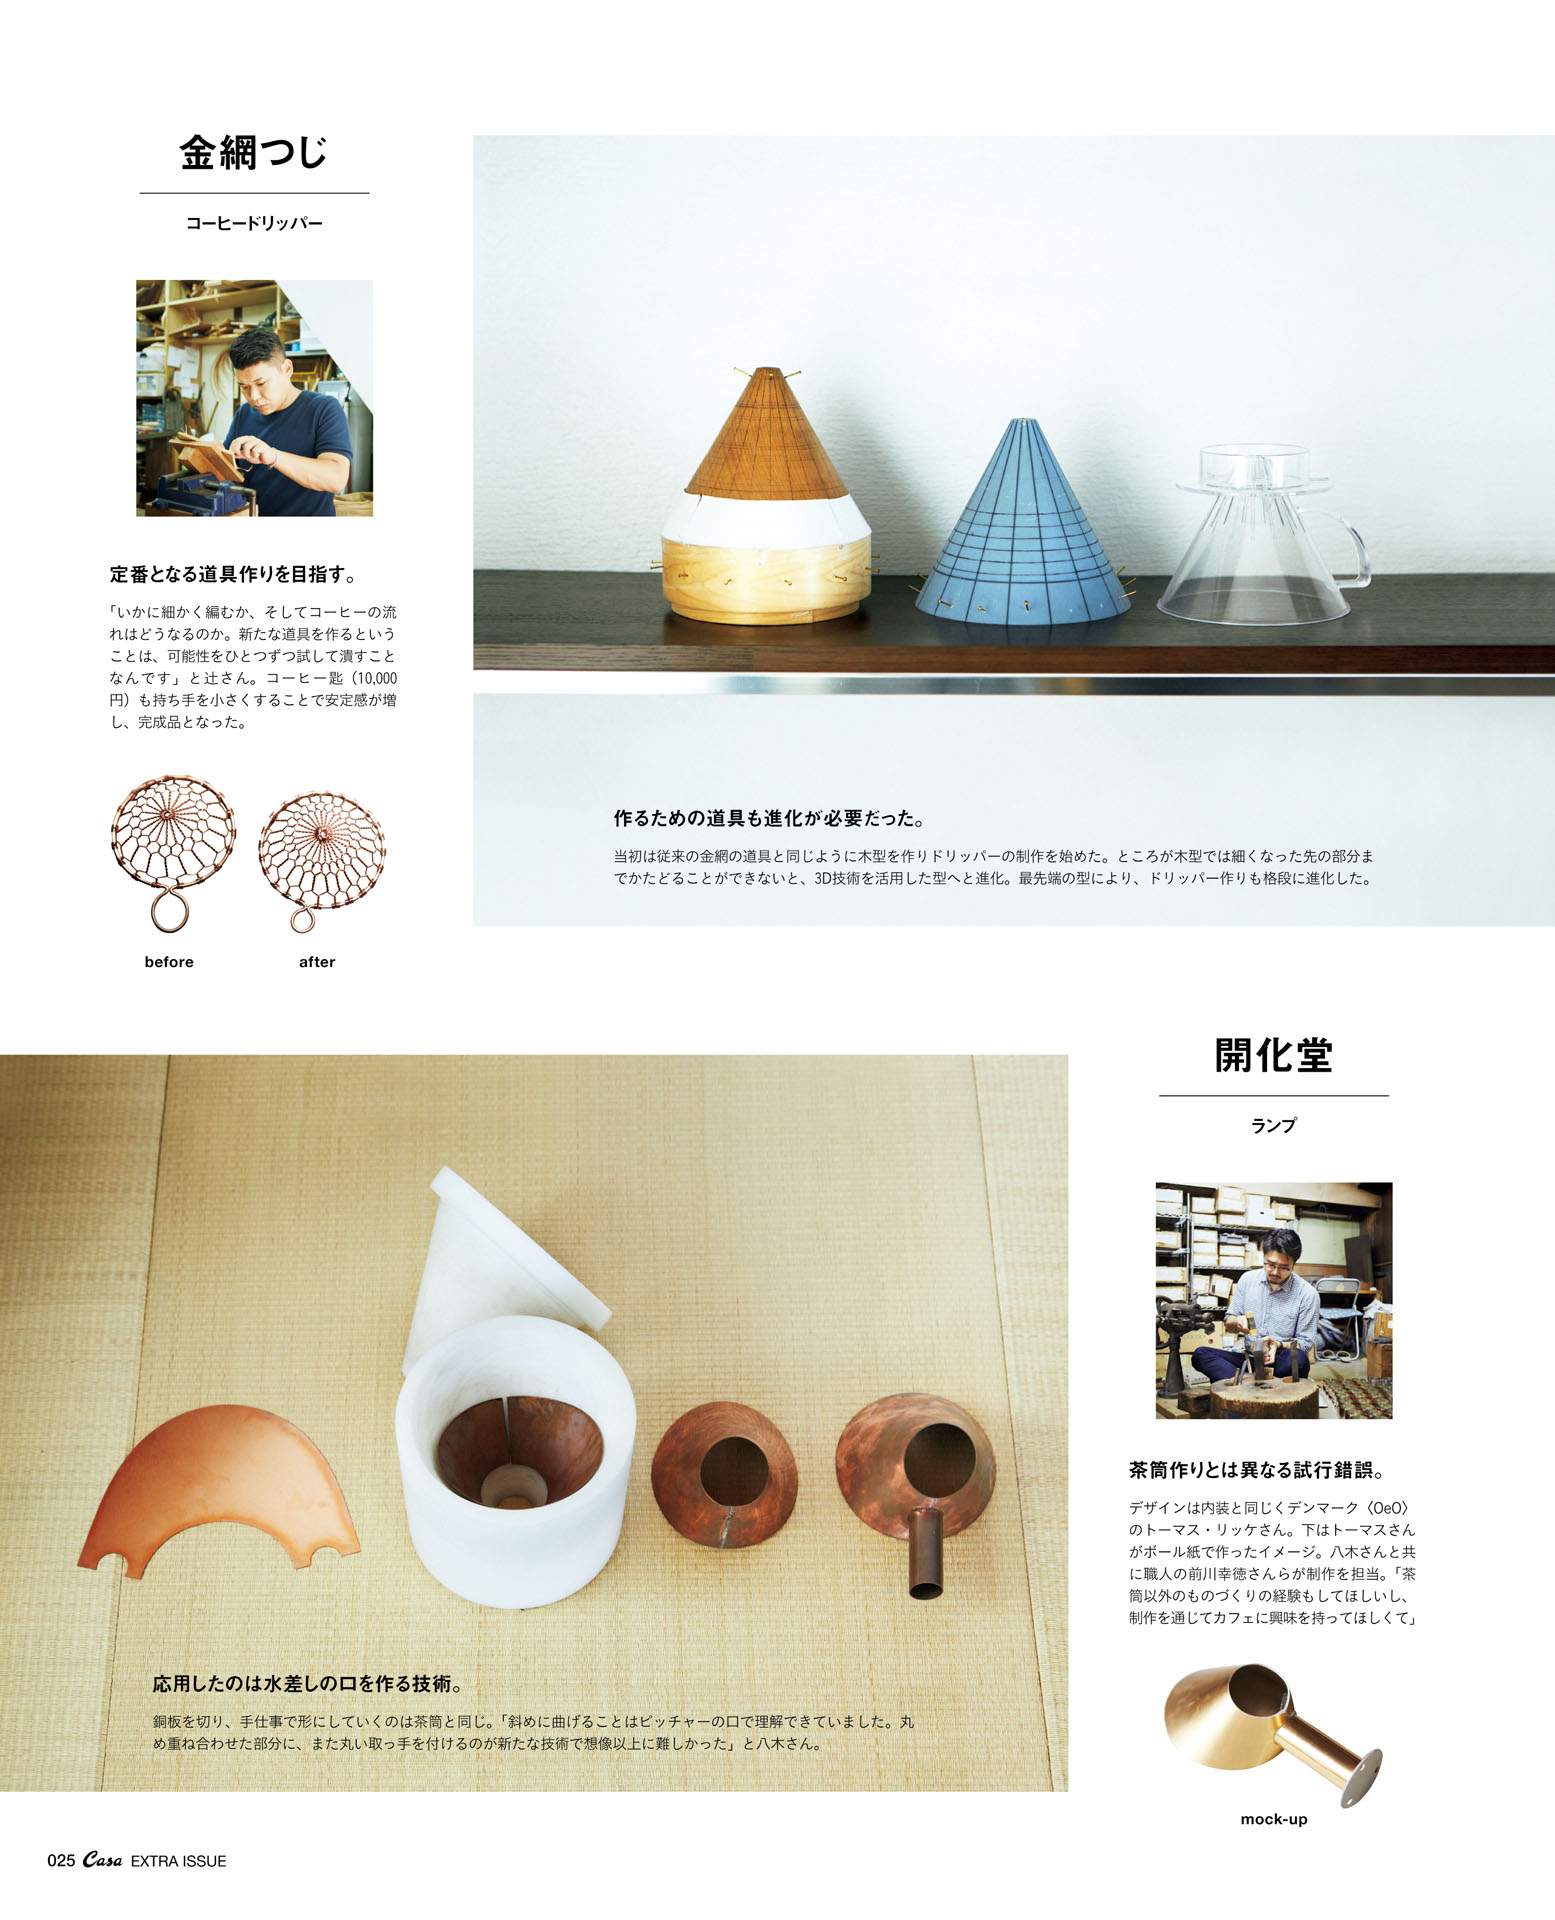 金網つじ
コーヒードリッパー
定番となる道具作りを目指す。
「いかに細かく編むか、そしてコーヒーの流
れはどうなるのか。新たな道具を作るという
ことは、可能性をひとつずつ試して潰すこと
なんです」と辻さん。コーヒー匙（10,000
円）も持ち手を小さくすることで安定感が増
し、完成品となった。
before
after
作るための道具も進化が必要だった。
当初は従来の金網の道具と同じように木型を作りドリッパーの制作を始めた。ところが木型では細くなった先の部分ま
でかたどることができないと、3D技術を活用した型へと進化。最先端の型により、ドリッパー作りも格段に進化した。
開化堂
ランプ
茶筒作りとは異なる試行錯誤。
デザインは内装と同じくデンマーク〈OeO〉
のトーマス・リッケさん。下はトーマスさん
がボール紙で作ったイメージ。八木さんと共
に職人の前川幸徳さんらが制作を担当。「茶
筒以外のものづくりの経験もしてほしいし、
制作を通じてカフェに興味を持ってほしくて」
mock-up
応用したのは水差しの口を作る技術。
銅板を切り、手仕事で形にしていくのは茶筒と同じ。「斜めに曲げることはピッチャーの口で理解できていました。丸
め重ね合わせた部分に、また丸い取っ手を付けるのが新たな技術で想像以上に難しかった」と八木さん。
025 Casa EXTRA ISSUE